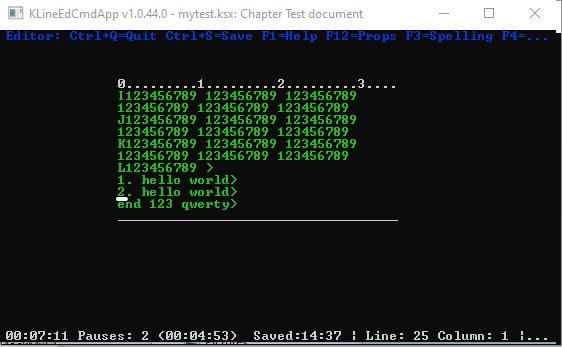 KLineEdCmdApp v1.0.44.0 - mytest.ksx: Chapter Test document
Editor: Ctrl+Q=Quit Ctrl+S=Save F1=Help F12=Props F3=Spelling F4=...
0.........1.........2.........3....
I123456789 123456789 123456789
123456789 123456789 123456789
J123456789 123456789 123456789
123456789 123456789 123456789
K123456789 123456789 123456789
123456789 123456789 123456789
L123456789 >
1. hello world>
2. hello world>
end 123 qwerty>
00:07:11 Pauses: 2 (00:04:53) Saved:14:37 ¦ Line: 25 Column: 1 ¦...